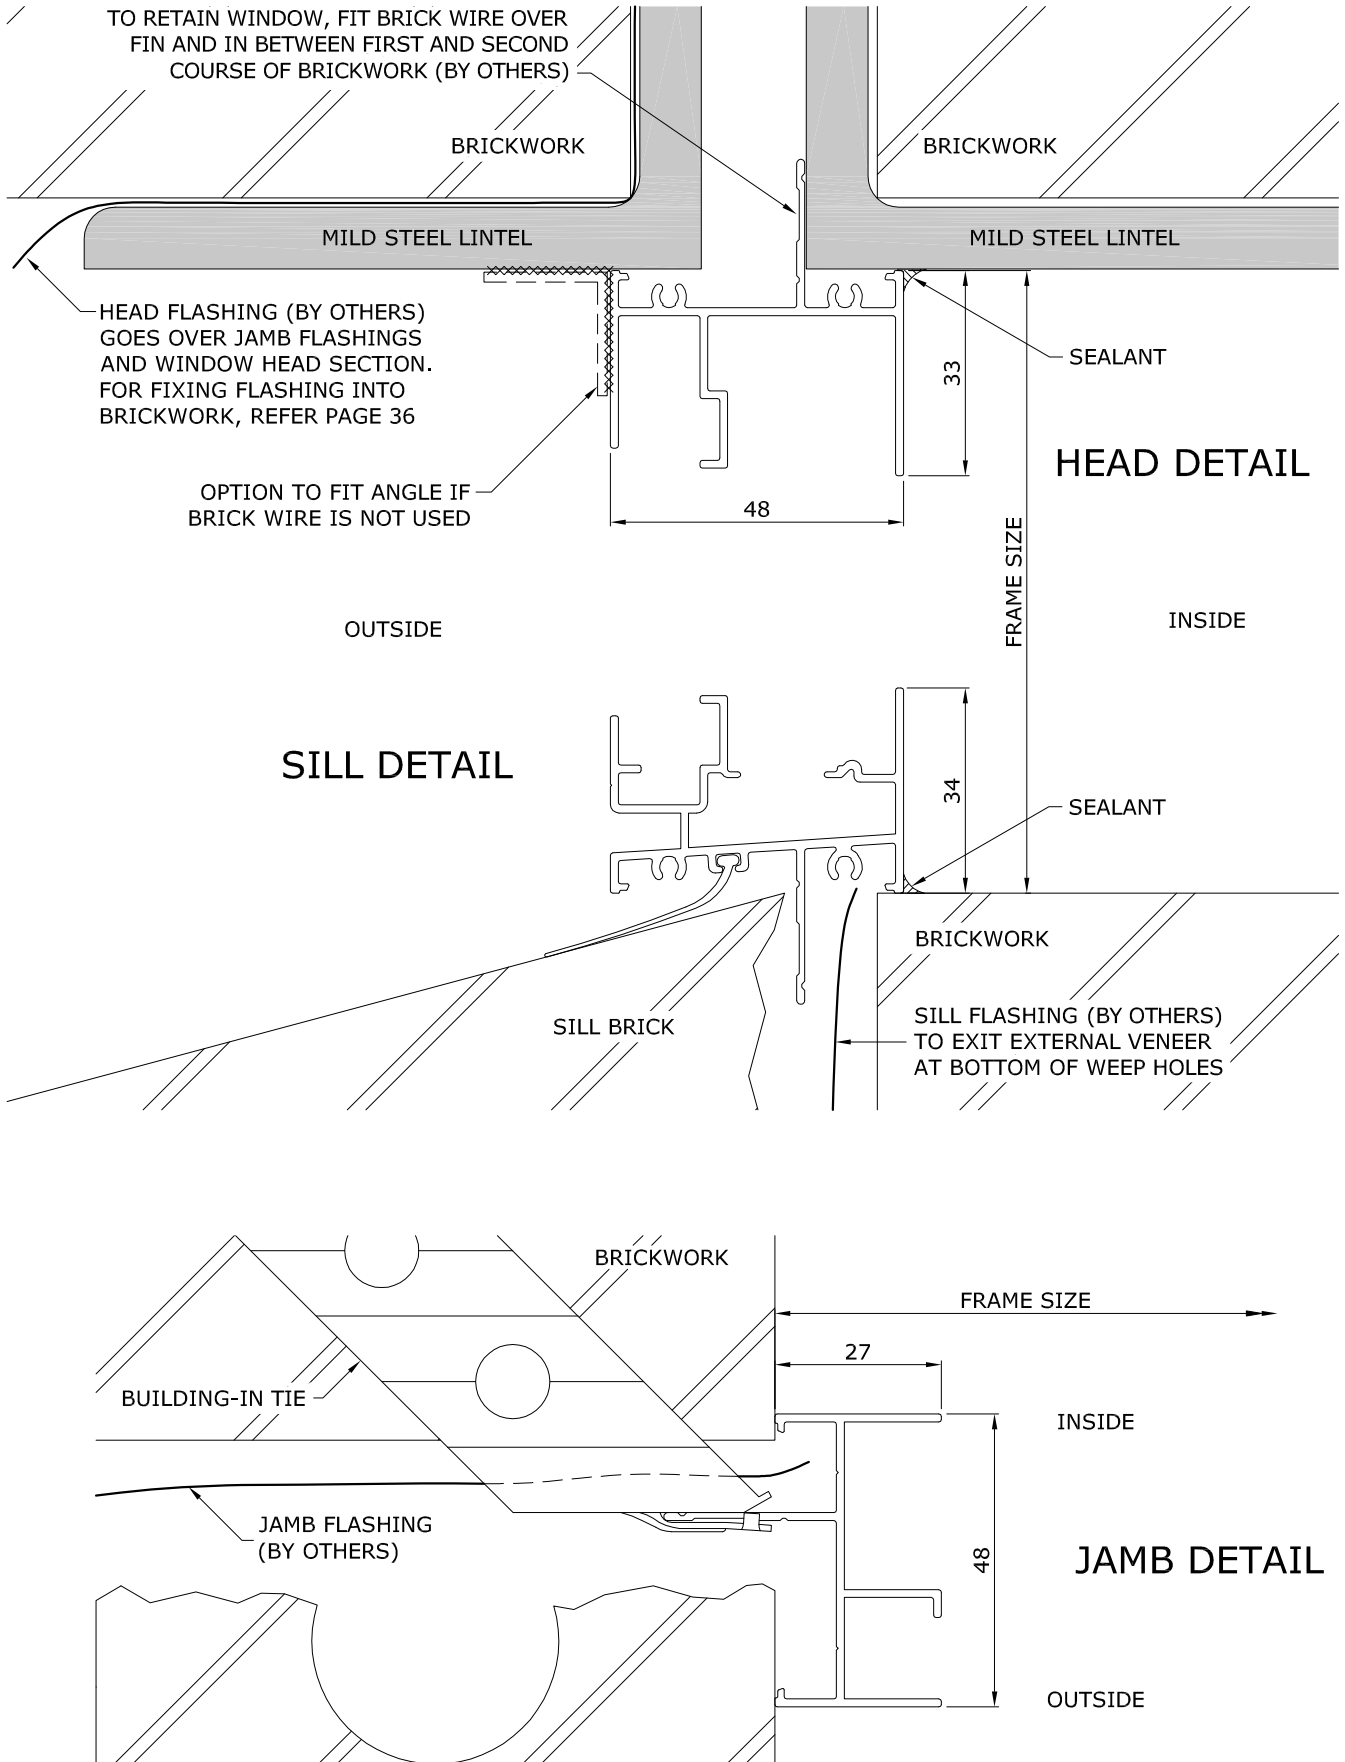 TO RETAIN WINDOW, FIT BRICK WIRE OVER
FIN AND IN BETWEEN FIRST AND SECOND
COURSE OF BRICKWORK (BY OTHERS)
BRICKWORK
BRICKWORK
MILD STEEL LINTEL
MILD STEEL LINTEL
HEAD FLASHING (BY OTHERS)
GOES OVER JAMB FLASHINGS
AND WINDOW HEAD SECTION.
FOR FIXING FLASHING INTO
BRICKWORK, REFER PAGE 36
SEALANT
33
HEAD DETAIL
OPTION TO FIT ANGLE IF
BRICK WIRE IS NOT USED
48
FRAME SIZE
OUTSIDE
INSIDE
SILL DETAIL
34
SEALANT
BRICKWORK
SILL BRICK
SILL FLASHING (BY OTHERS)
TO EXIT EXTERNAL VENEER
AT BOTTOM OF WEEP HOLES
BRICKWORK
FRAME SIZE
27
BUILDING-IN TIE
INSIDE
JAMB FLASHING
(BY OTHERS)
48
JAMB DETAIL
OUTSIDE